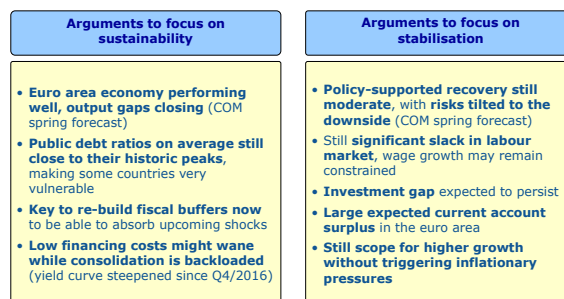 Arguments to focus on
sustainability
• Euro area economy performing
well, output gaps closing (COM
spring forecast)
• Public debt ratios on average still
close to their historic peaks,
making some countries very
vulnerable
• Key to re-build fiscal buffers now
to be able to absorb upcoming shocks
• Low financing costs might wane
while consolidation is backloaded
(yield curve steepened since Q4/2016)
Arguments to focus on
stabilisation
• Policy-supported recovery still
moderate, with risks tilted to the
downside (COM spring forecast)
• Still significant slack in labour
market, wage growth may remain
constrained
• Investment gap expected to persist
• Large expected current account
surplus in the euro area
• Still scope for higher growth
without triggering inflationary
pressures